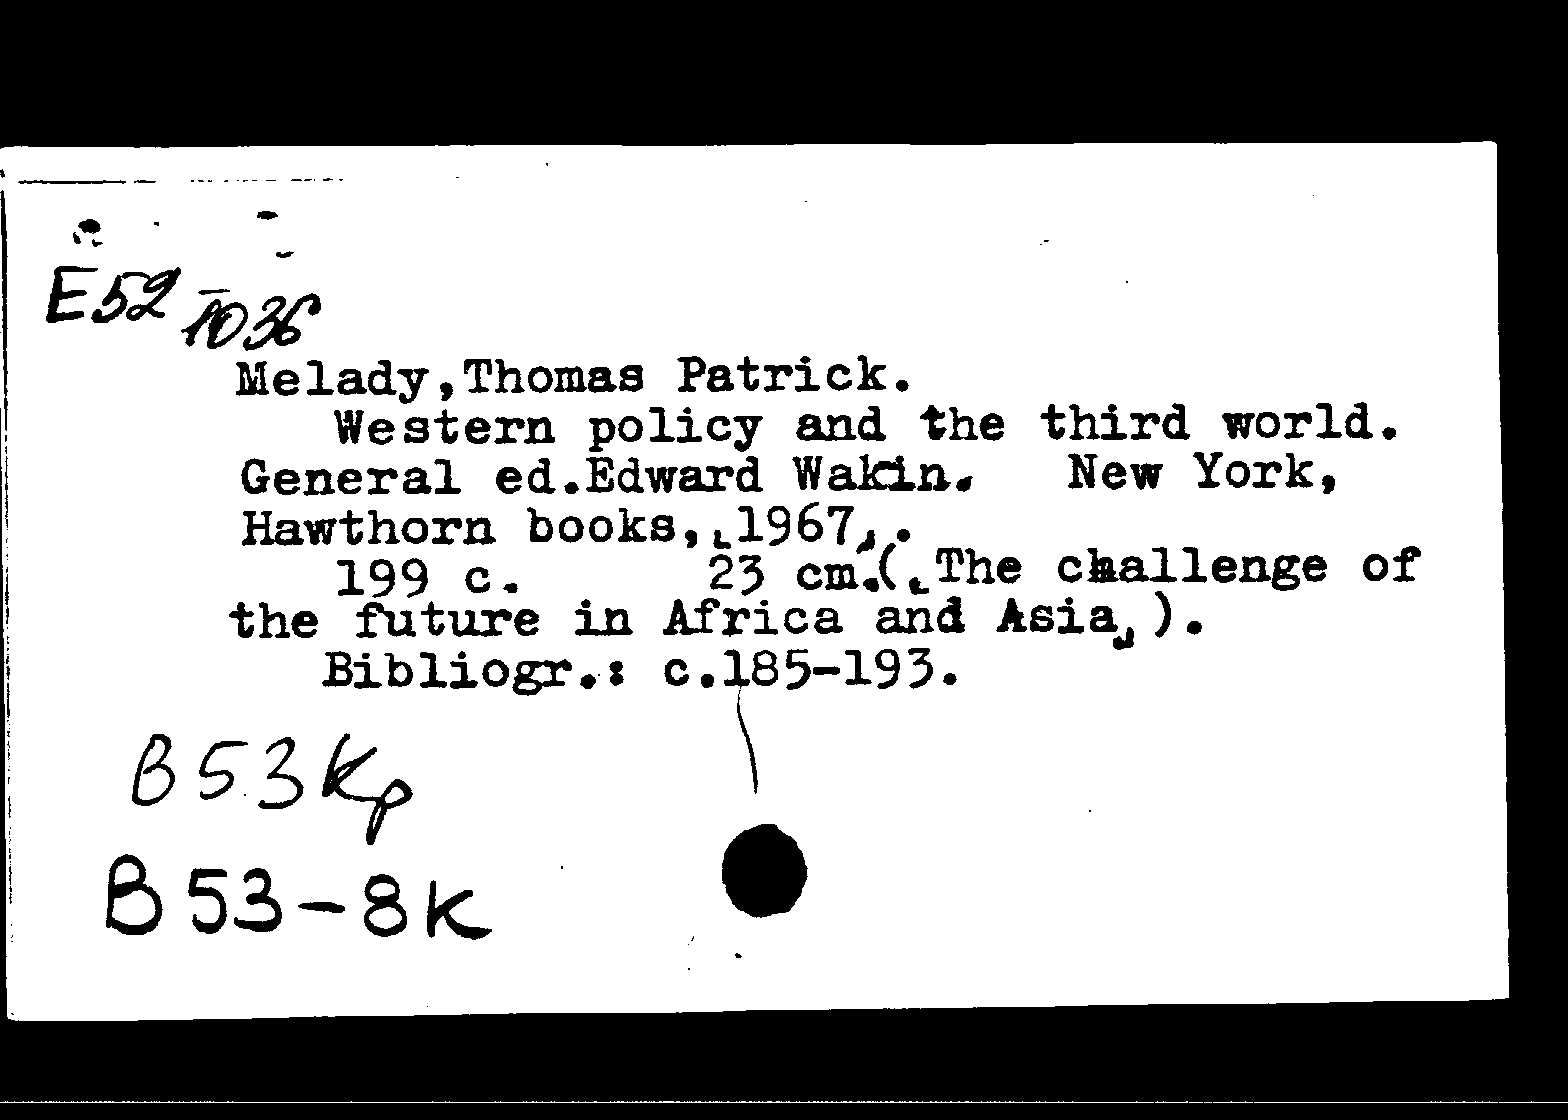 E52
1036
Melady,Thomas Patrick.
Western policy and the third world.
General ed.Edward Wakin. New York,
Hawthorn books,⌞1967⌟.
199 c. 23 cm.(⌞The challenge of
the future in Africa and Asia⌟).
Bibliogr.: c.185-193.
B53Kp
B53-8K